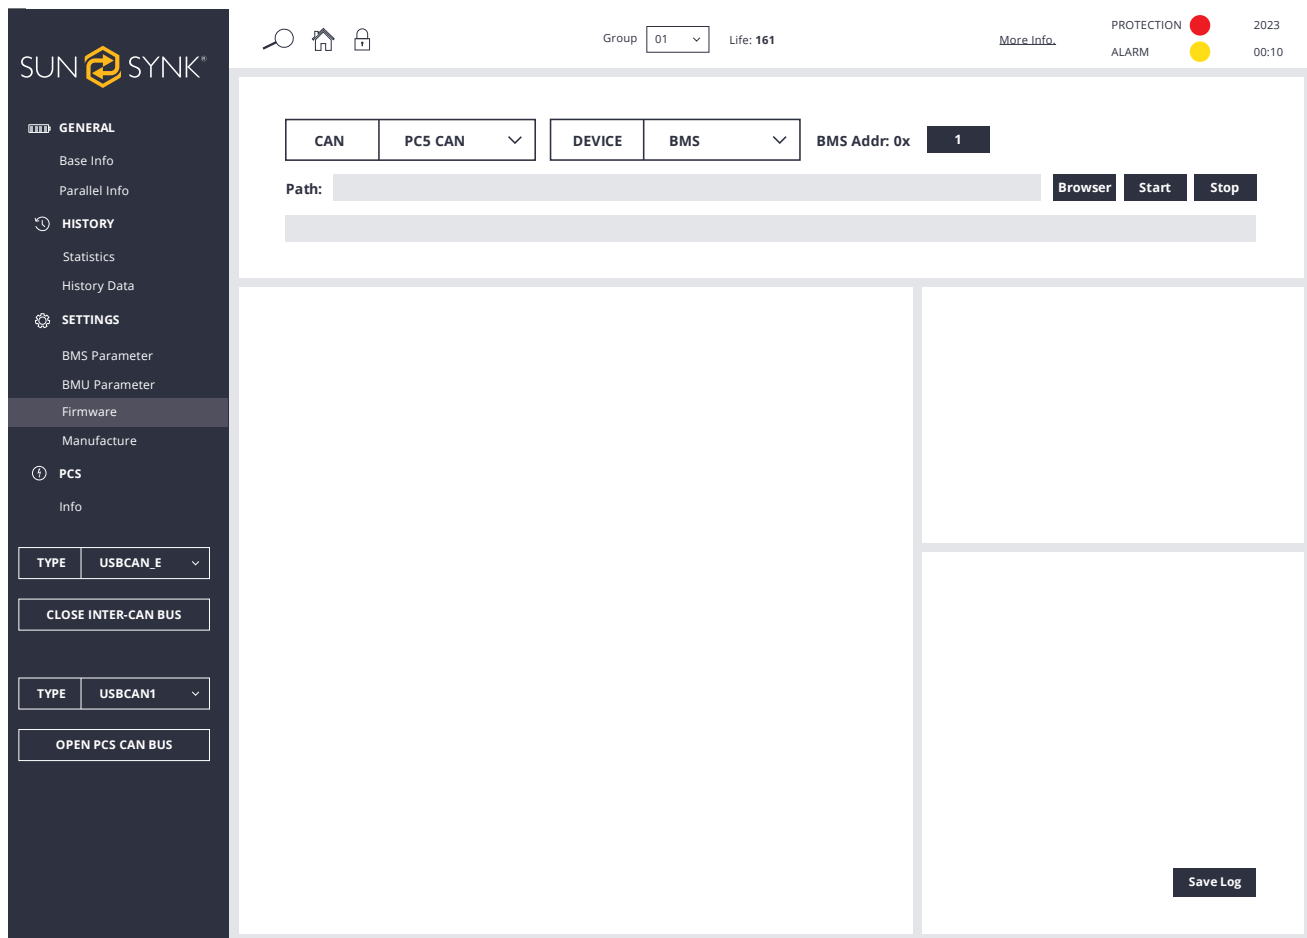 SUN SYNK®
GENERAL
Base Info
Parallel Info
HISTORY
Statistics
History Data
SETTINGS
BMS Parameter
BMU Parameter
Firmware
Manufacture
PCS
Info
TYPE USBCAN_E
CLOSE INTER-CAN BUS
TYPE USBCAN1
OPEN PCS CAN BUS
Group 01 Life: 161 More Info.
PROTECTION 2023
ALARM 00:10
CAN PC5 CAN DEVICE BMS BMS Addr: 0x 1
Path: Browser Start Stop
Save Log